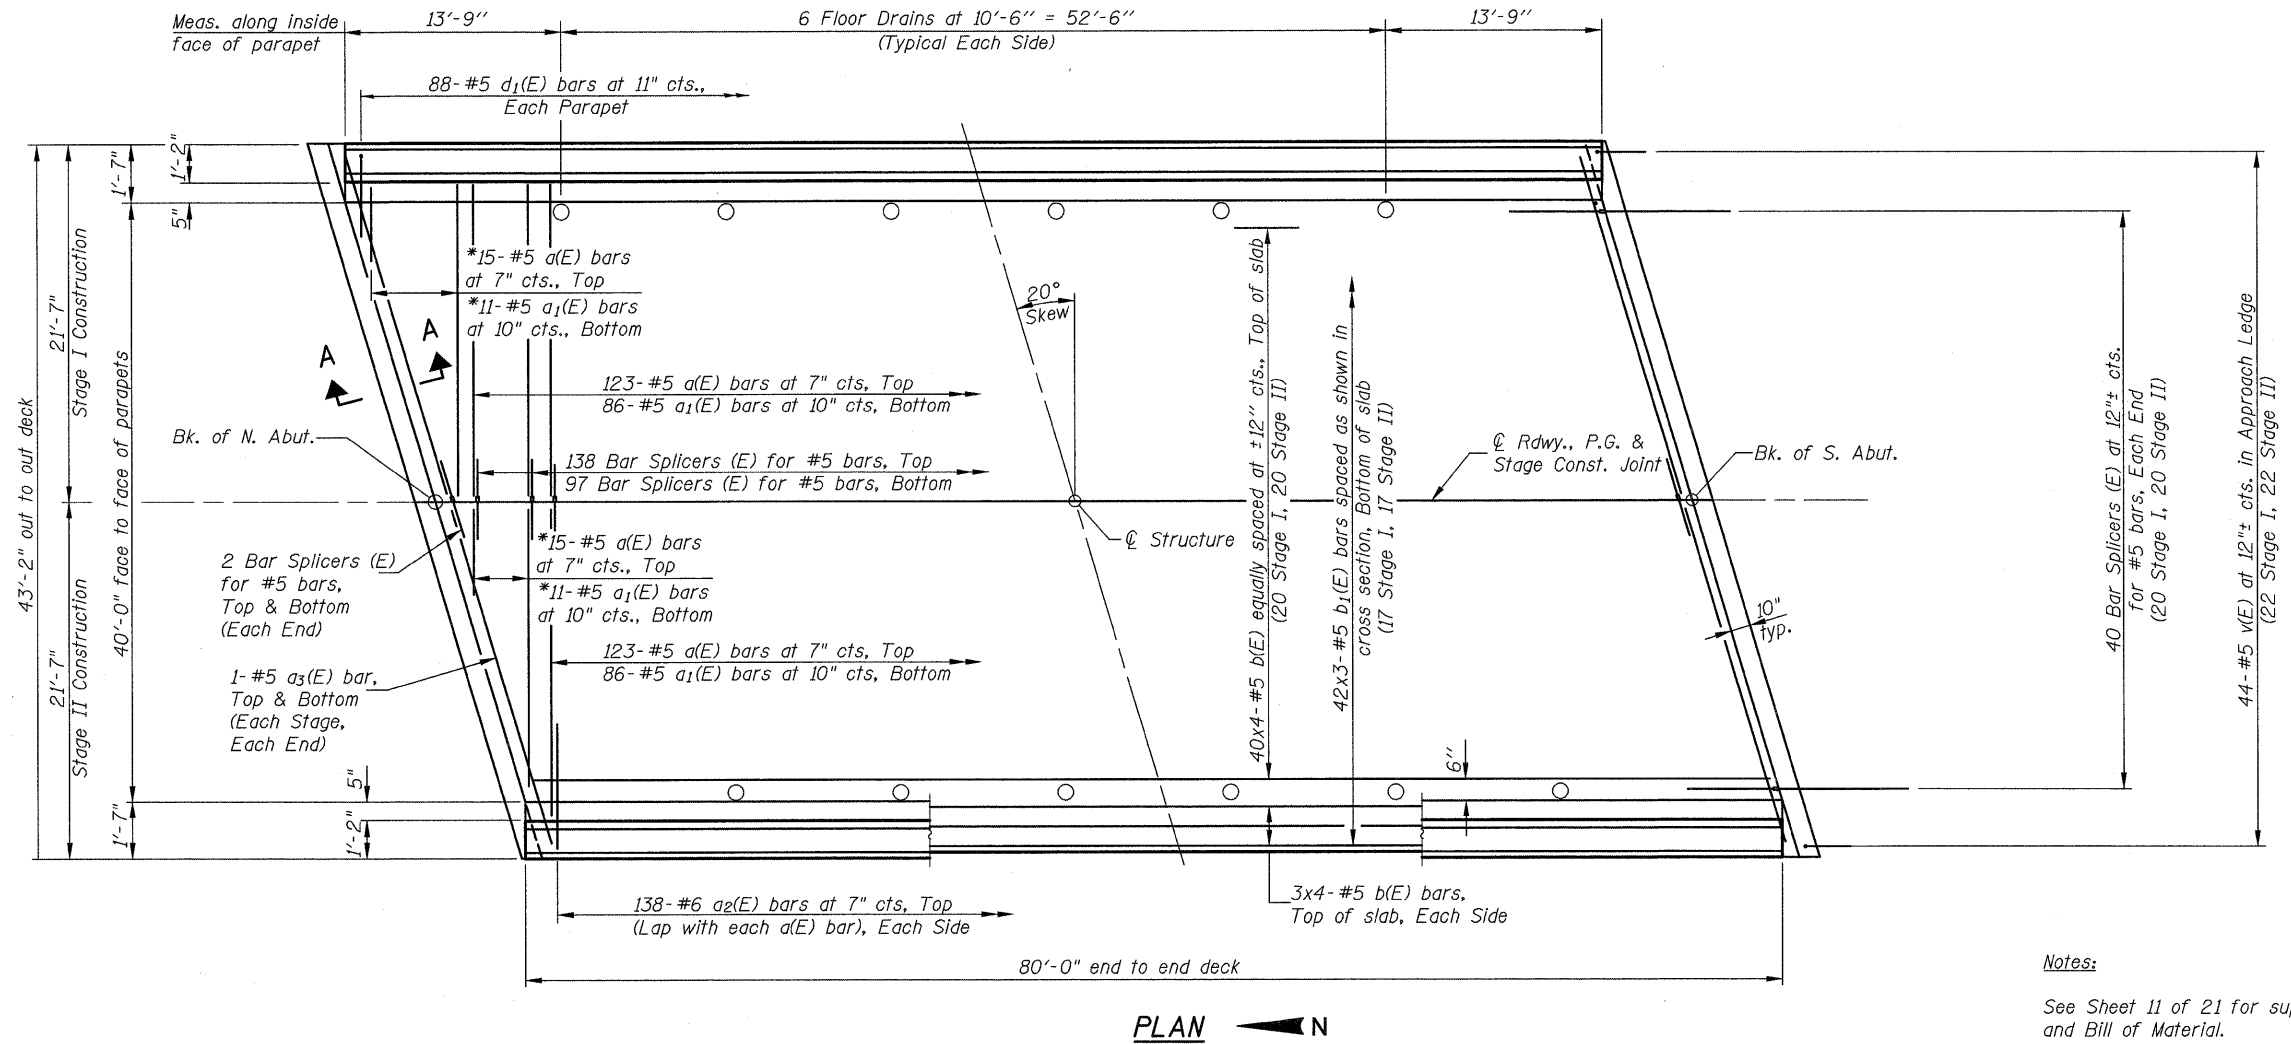 Meas. along inside
face of parapet
13'-9"
6 Floor Drains at 10'-6" = 52'-6"
(Typical Each Side)
13'-9"
88-#5 d1(E) bars at 11" cts.,
Each Parapet
1'-7"
1'-2"
5"
43'-2" out to out deck
21'-7"
Stage I Construction
40'-0" face to face of parapets
21'-7"
Stage II Construction
*15-#5 a(E) bars
at 7" cts., Top
*11-#5 a1(E) bars
at 10" cts., Bottom
A
A
20°
Skew
123-#5 a(E) bars at 7" cts, Top
86-#5 a1(E) bars at 10" cts, Bottom
Bk. of N. Abut.
138 Bar Splicers (E) for #5 bars, Top
97 Bar Splicers (E) for #5 bars, Bottom
℄ Rdwy., P.G. &
Stage Const. Joint
Bk. of S. Abut.
℄ Structure
2 Bar Splicers (E)
for #5 bars,
Top & Bottom
(Each End)
*15-#5 a(E) bars
at 7" cts., Top
*11-#5 a1(E) bars
at 10" cts., Bottom
1-#5 a3(E) bar,
Top & Bottom
(Each Stage,
Each End)
123-#5 a(E) bars at 7" cts, Top
86-#5 a1(E) bars at 10" cts, Bottom
40x4-#5 b(E) equally spaced at ±12" cts., Top of slab
(20 Stage I, 20 Stage II)
42x3-#5 b1(E) bars spaced as shown in
cross section, Bottom of slab
(17 Stage I, 17 Stage II)
40 Bar Splicers (E) at 12"± cts.
for #5 bars, Each End
(20 Stage I, 20 Stage II)
44-#5 v(E) at 12"± cts. in Approach Ledge
(22 Stage I, 22 Stage II)
10"
typ.
5"
1'-7"
1'-2"
6"
138-#6 a2(E) bars at 7" cts, Top
(Lap with each a(E) bar), Each Side
3x4-#5 b(E) bars,
Top of slab, Each Side
80'-0" end to end deck
PLAN
N
Notes:
See Sheet 11 of 21 for
and Bill of Material.